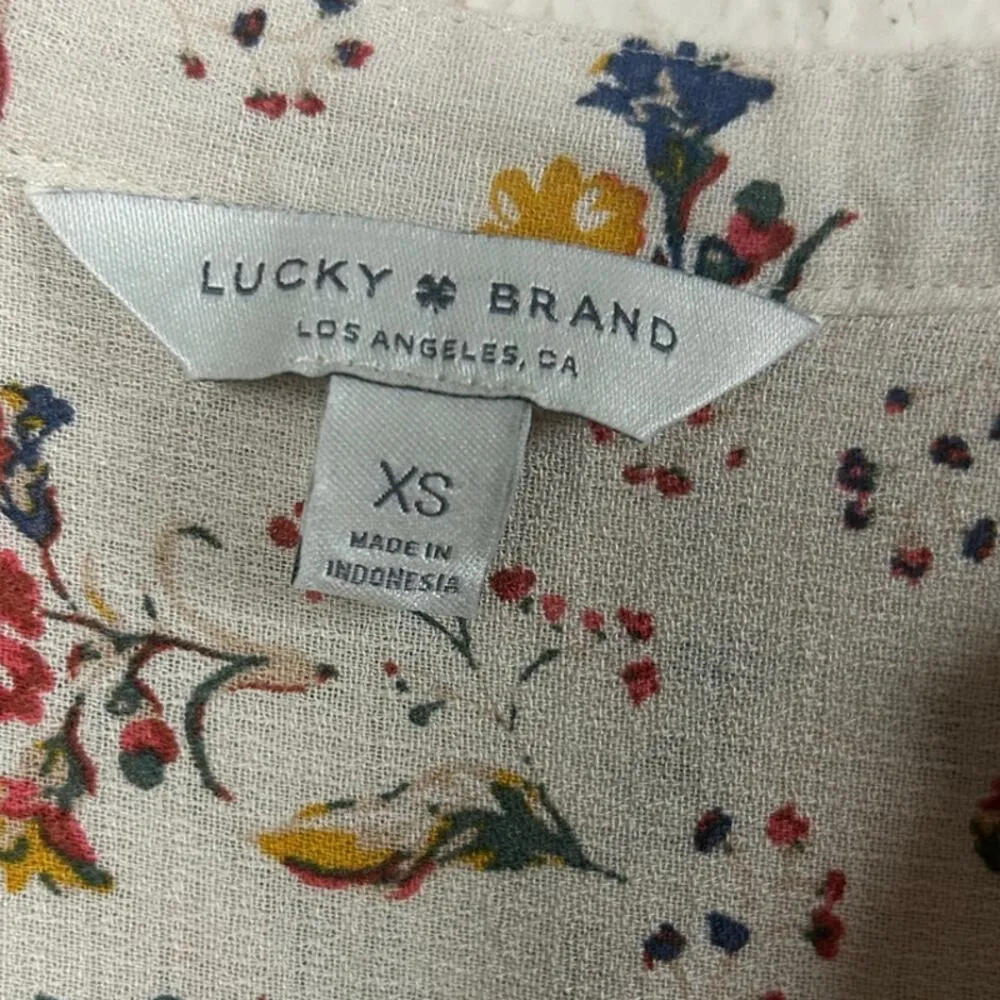 LUCKY BRAND
LOS ANGELES, CA
XS
MADE IN
INDONESIA